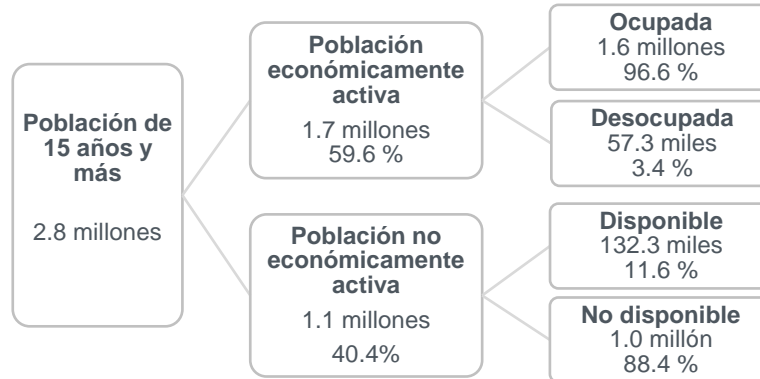 Población de
15 años y
más
2.8 millones
Población
económicamente
activa
1.7 millones
59.6 %
Población no
económicamente
activa
1.1 millones
40.4%
Ocupada
1.6 millones
96.6 %
Desocupada
57.3 miles
3.4 %
Disponible
132.3 miles
11.6 %
No disponible
1.0 millón
88.4 %